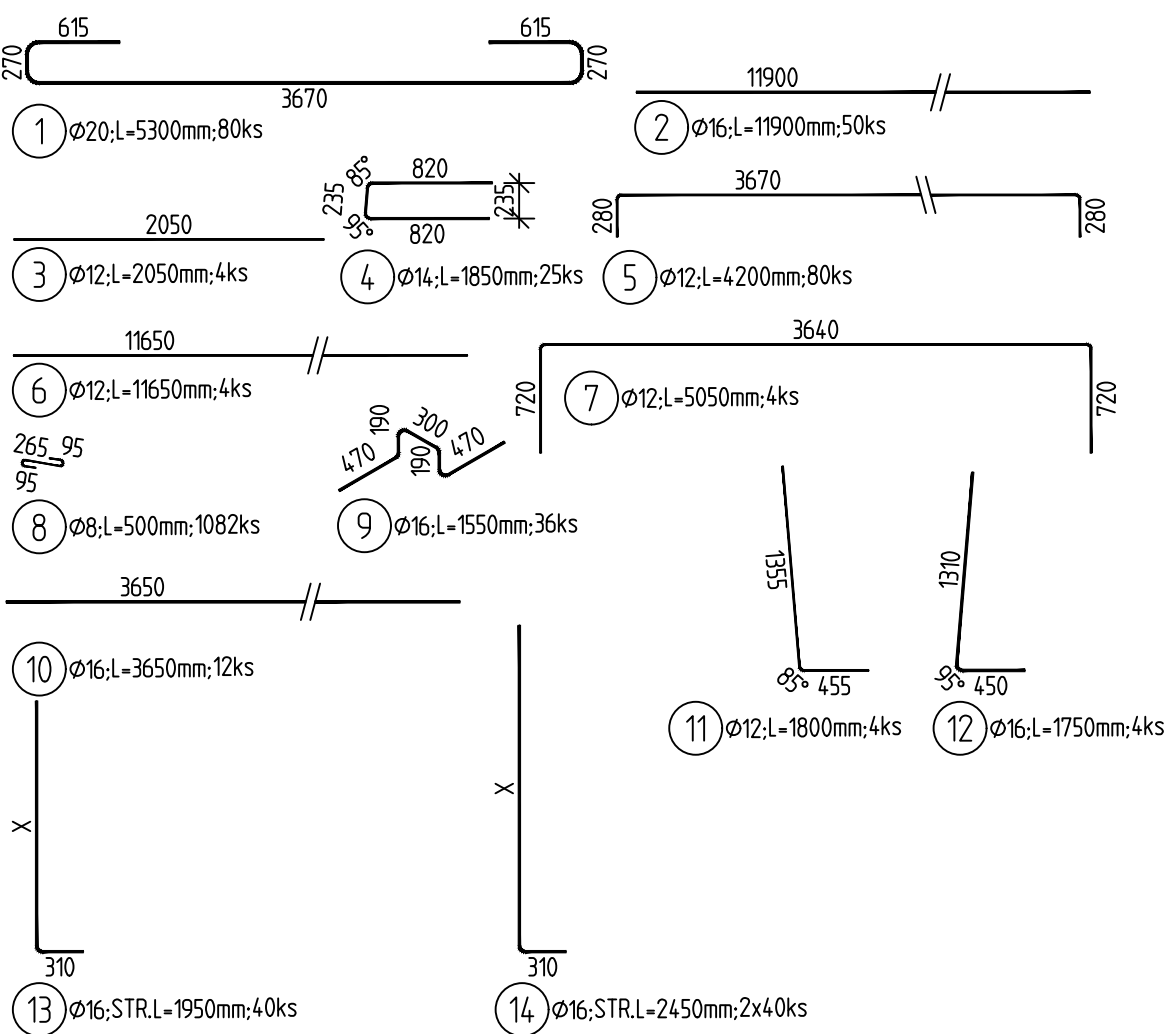 615 615
270 270
3670
1 Ø20;L=5300mm;80ks
11900
2 Ø16;L=11900mm;50ks
2050
3 Ø12;L=2050mm;4ks
85° 820
235 235
95° 820
4 Ø14;L=1850mm;25ks
3670
280 280
5 Ø12;L=4200mm;80ks
11650
6 Ø12;L=11650mm;4ks
3640
720 720
7 Ø12;L=5050mm;4ks
265 95
95
8 Ø8;L=500mm;1082ks
470 190 300 190 470
9 Ø16;L=1550mm;36ks
3650
10 Ø16;L=3650mm;12ks
1355
85° 455
11 Ø12;L=1800mm;4ks
1310
95° 450
12 Ø16;L=1750mm;4ks
X
310
13 Ø16;STR.L=1950mm;40ks
X
310
14 Ø16;STR.L=2450mm;2x40ks